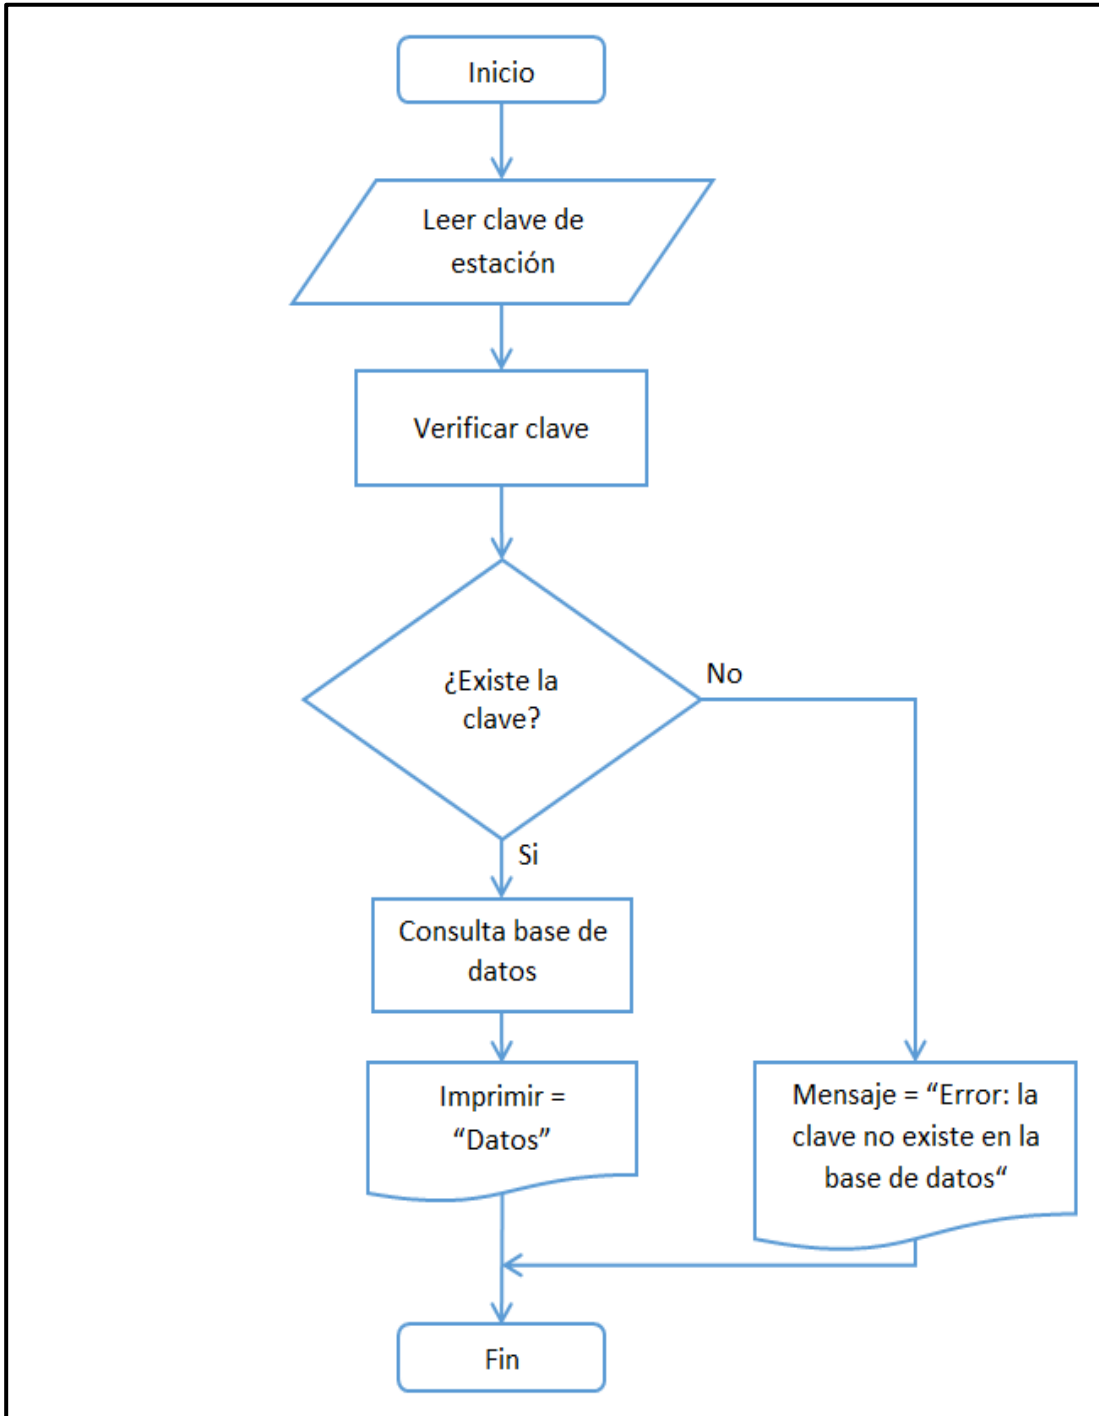 Inicio
Leer clave de
estación
Verificar clave
¿Existe la
clave?
No
Si
Consulta base de
datos
Imprimir =
“Datos”
Mensaje = “Error: la
clave no existe en la
base de datos“
Fin